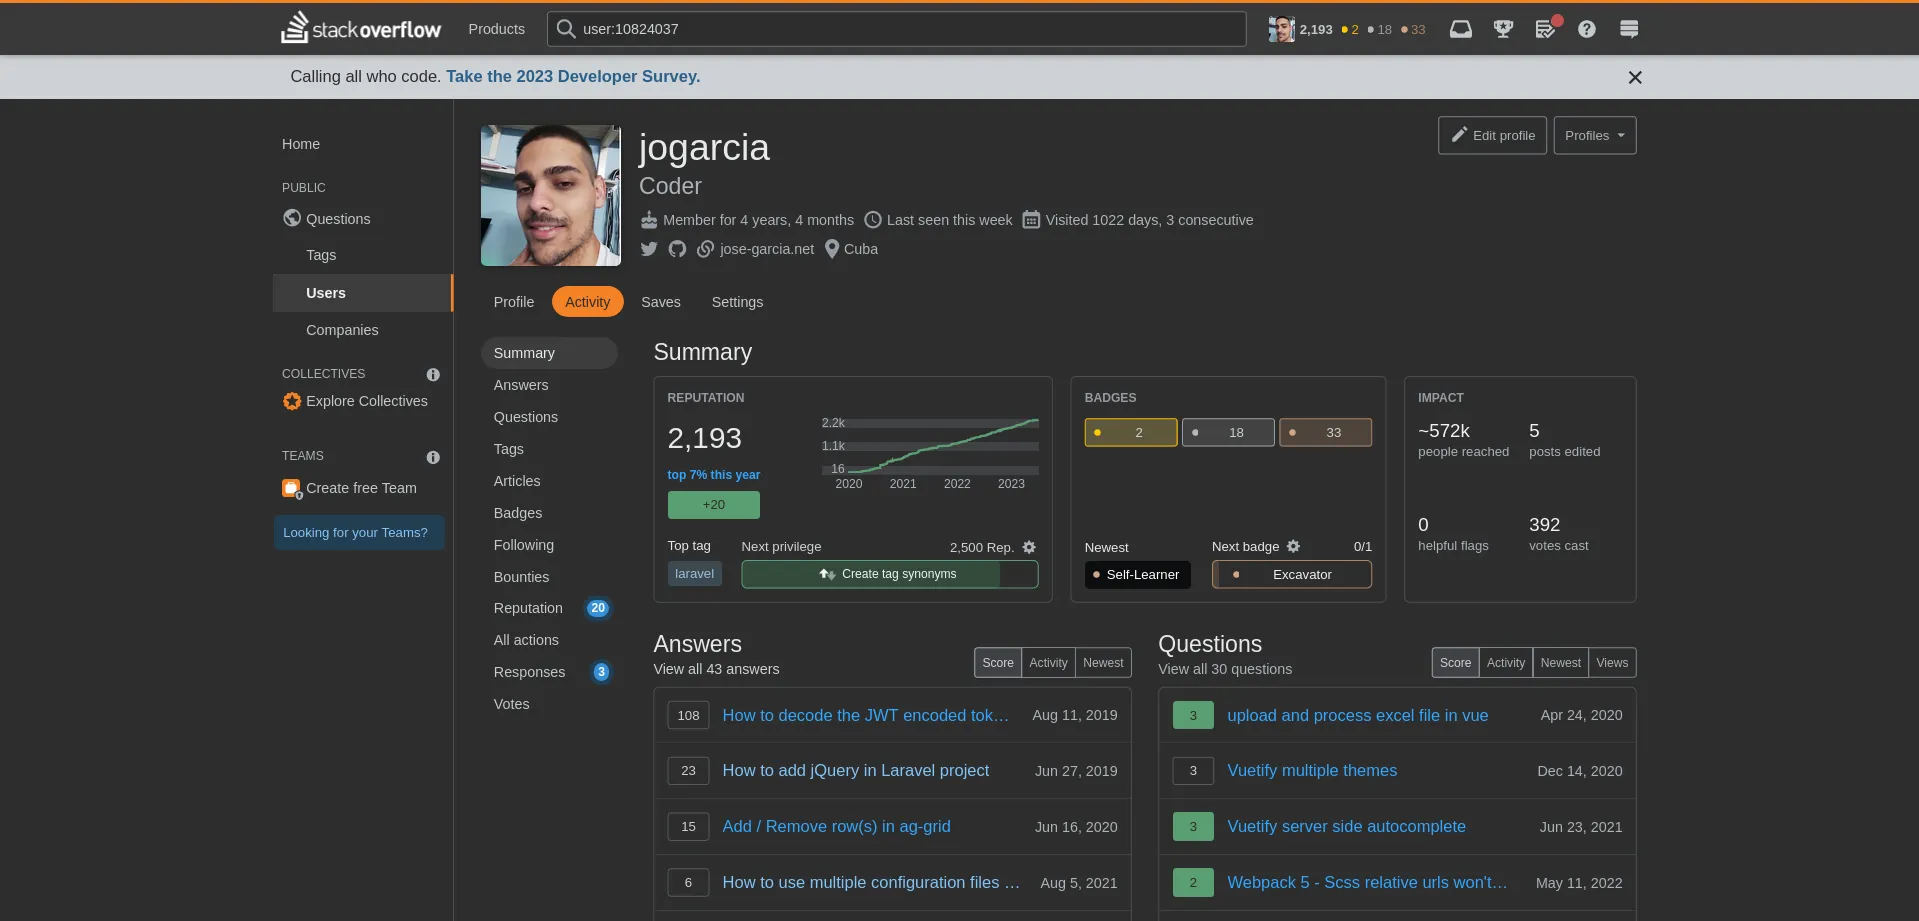 stackoverflow
Products
user:10824037
2,193 2 18 33
Calling all who code. Take the 2023 Developer Survey.
Home
PUBLIC
Questions
Tags
Users
Companies
COLLECTIVES
Explore Collectives
TEAMS
Create free Team
Looking for your Teams?
jogarcia
Coder
Member for 4 years, 4 months Last seen this week Visited 1022 days, 3 consecutive
jose-garcia.net Cuba
Edit profile
Profiles
Profile Activity Saves Settings
Summary
Answers
Questions
Tags
Articles
Badges
Following
Bounties
Reputation 20
All actions
Responses 3
Votes
Summary
REPUTATION
2,193
top 7% this year
+20
2.2k
1.1k
16
2020 2021 2022 2023
Top tag
laravel
Next privilege 2,500 Rep.
Create tag synonyms
BADGES
2 18 33
Newest
Self-Learner
Next badge 0/1
Excavator
IMPACT
~572k
people reached
5
posts edited
0
helpful flags
392
votes cast
Answers
View all 43 answers
Score Activity Newest
108 How to decode the JWT encoded tok… Aug 11, 2019
23 How to add jQuery in Laravel project Jun 27, 2019
15 Add / Remove row(s) in ag-grid Jun 16, 2020
6 How to use multiple configuration files … Aug 5, 2021
Questions
View all 30 questions
Score Activity Newest Views
3 upload and process excel file in vue Apr 24, 2020
3 Vuetify multiple themes Dec 14, 2020
3 Vuetify server side autocomplete Jun 23, 2021
2 Webpack 5 - Scss relative urls won't… May 11, 2022